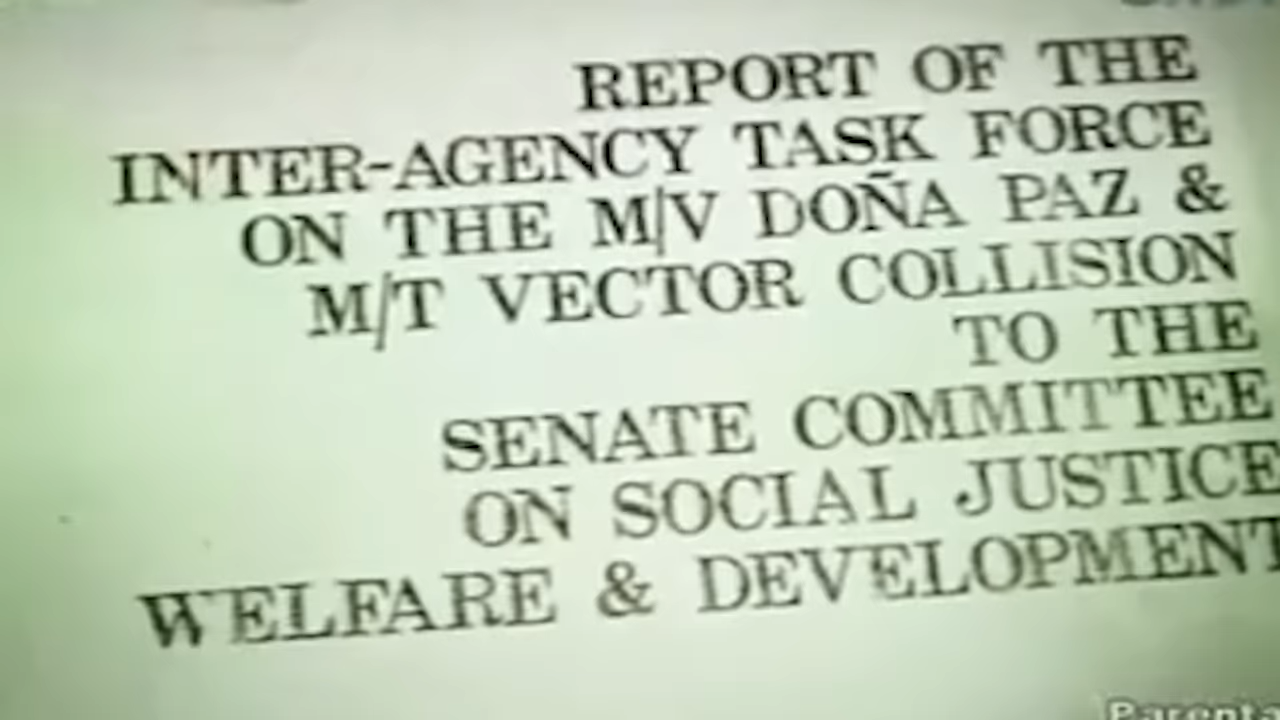 REPORT OF THE
INTER-AGENCY TASK FORCE
ON THE M/V DOÑA PAZ &
M/T VECTOR COLLISION
TO THE
SENATE COMMITTEE
ON SOCIAL JUSTICE
WELFARE & DEVELOPMENT